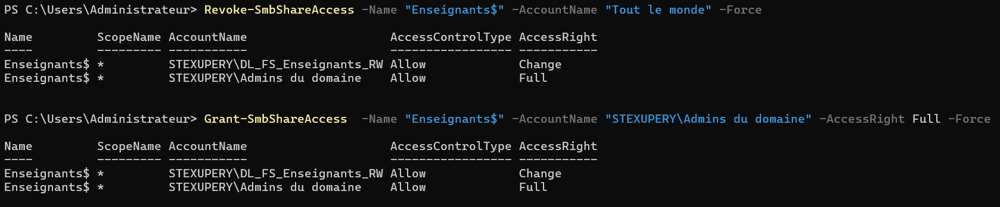 PS C:\Users\Administrateur> Revoke-SmbShareAccess -Name "Enseignants$" -AccountName "Tout le monde" -Force
Name         ScopeName AccountName                    AccessControlType AccessRight
----         --------- -----------                    ----------------- -----------
Enseignants$ *         STEXUPERY\DL_FS_Enseignants_RW Allow             Change
Enseignants$ *         STEXUPERY\Admins du domaine    Allow             Full
PS C:\Users\Administrateur> Grant-SmbShareAccess  -Name "Enseignants$" -AccountName "STEXUPERY\Admins du domaine" -AccessRight Full -Force
Name         ScopeName AccountName                    AccessControlType AccessRight
----         --------- -----------                    ----------------- -----------
Enseignants$ *         STEXUPERY\DL_FS_Enseignants_RW Allow             Change
Enseignants$ *         STEXUPERY\Admins du domaine    Allow             Full